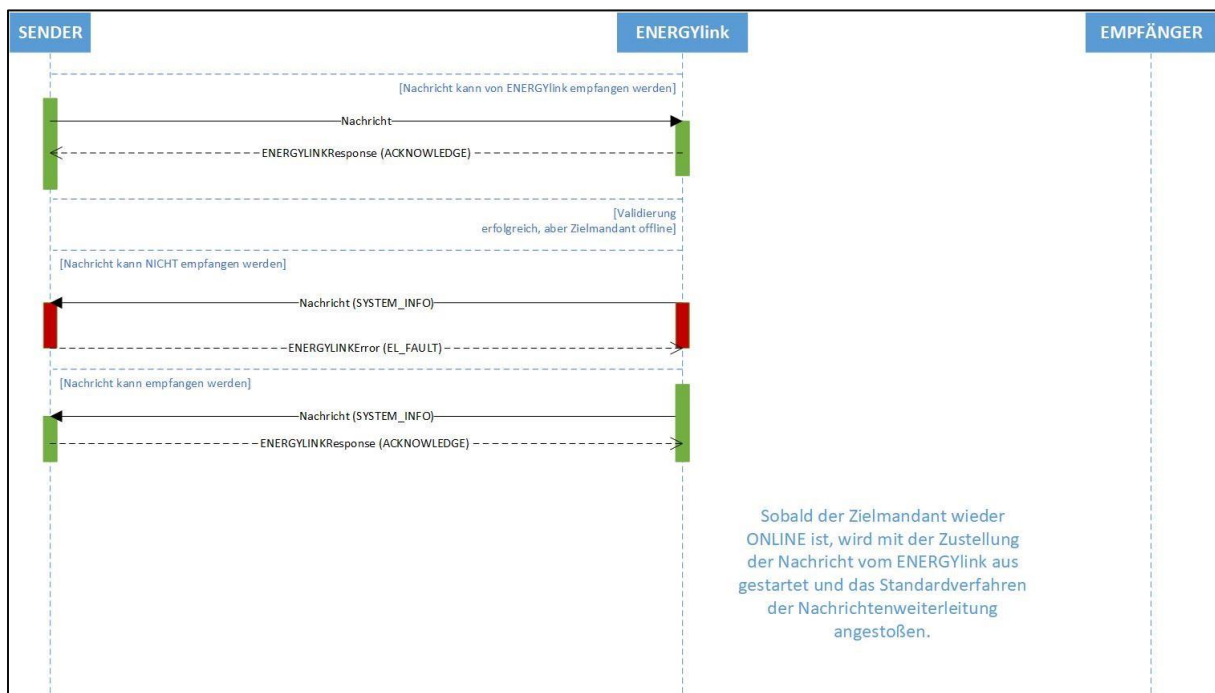 SENDER
ENERGYlink
EMPFÄNGER
[Nachricht kann von ENERGYlink empfangen werden]
Nachricht
ENERGYLINKResponse (ACKNOWLEDGE)
[Validierung
erfolgreich, aber Zielmandant offline]
[Nachricht kann NICHT empfangen werden]
Nachricht (SYSTEM_INFO)
ENERGYLINKError (EL_FAULT)
[Nachricht kann empfangen werden]
Nachricht (SYSTEM_INFO)
ENERGYLINKResponse (ACKNOWLEDGE)
Sobald der Zielmandant wieder
ONLINE ist, wird mit der Zustellung
der Nachricht vom ENERGYlink aus
gestartet und das Standardverfahren
der Nachrichtenweiterleitung
angestoßen.